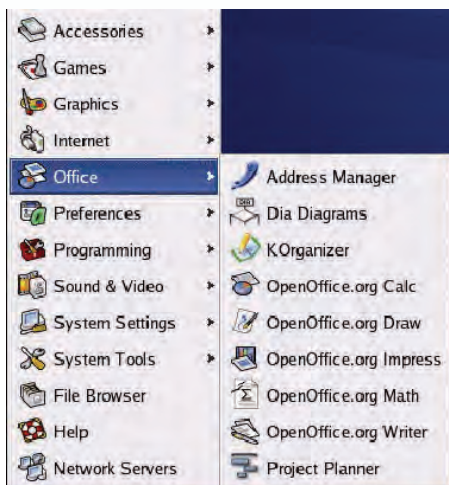 Accessories
Games
Graphics
Internet
Office
Preferences
Programming
Sound & Video
System Settings
System Tools
File Browser
Help
Network Servers
Address Manager
DIA
Dia Diagrams
KOrganizer
OpenOffice.org Calc
OpenOffice.org Draw
OpenOffice.org Impress
OpenOffice.org Math
OpenOffice.org Writer
Project Planner